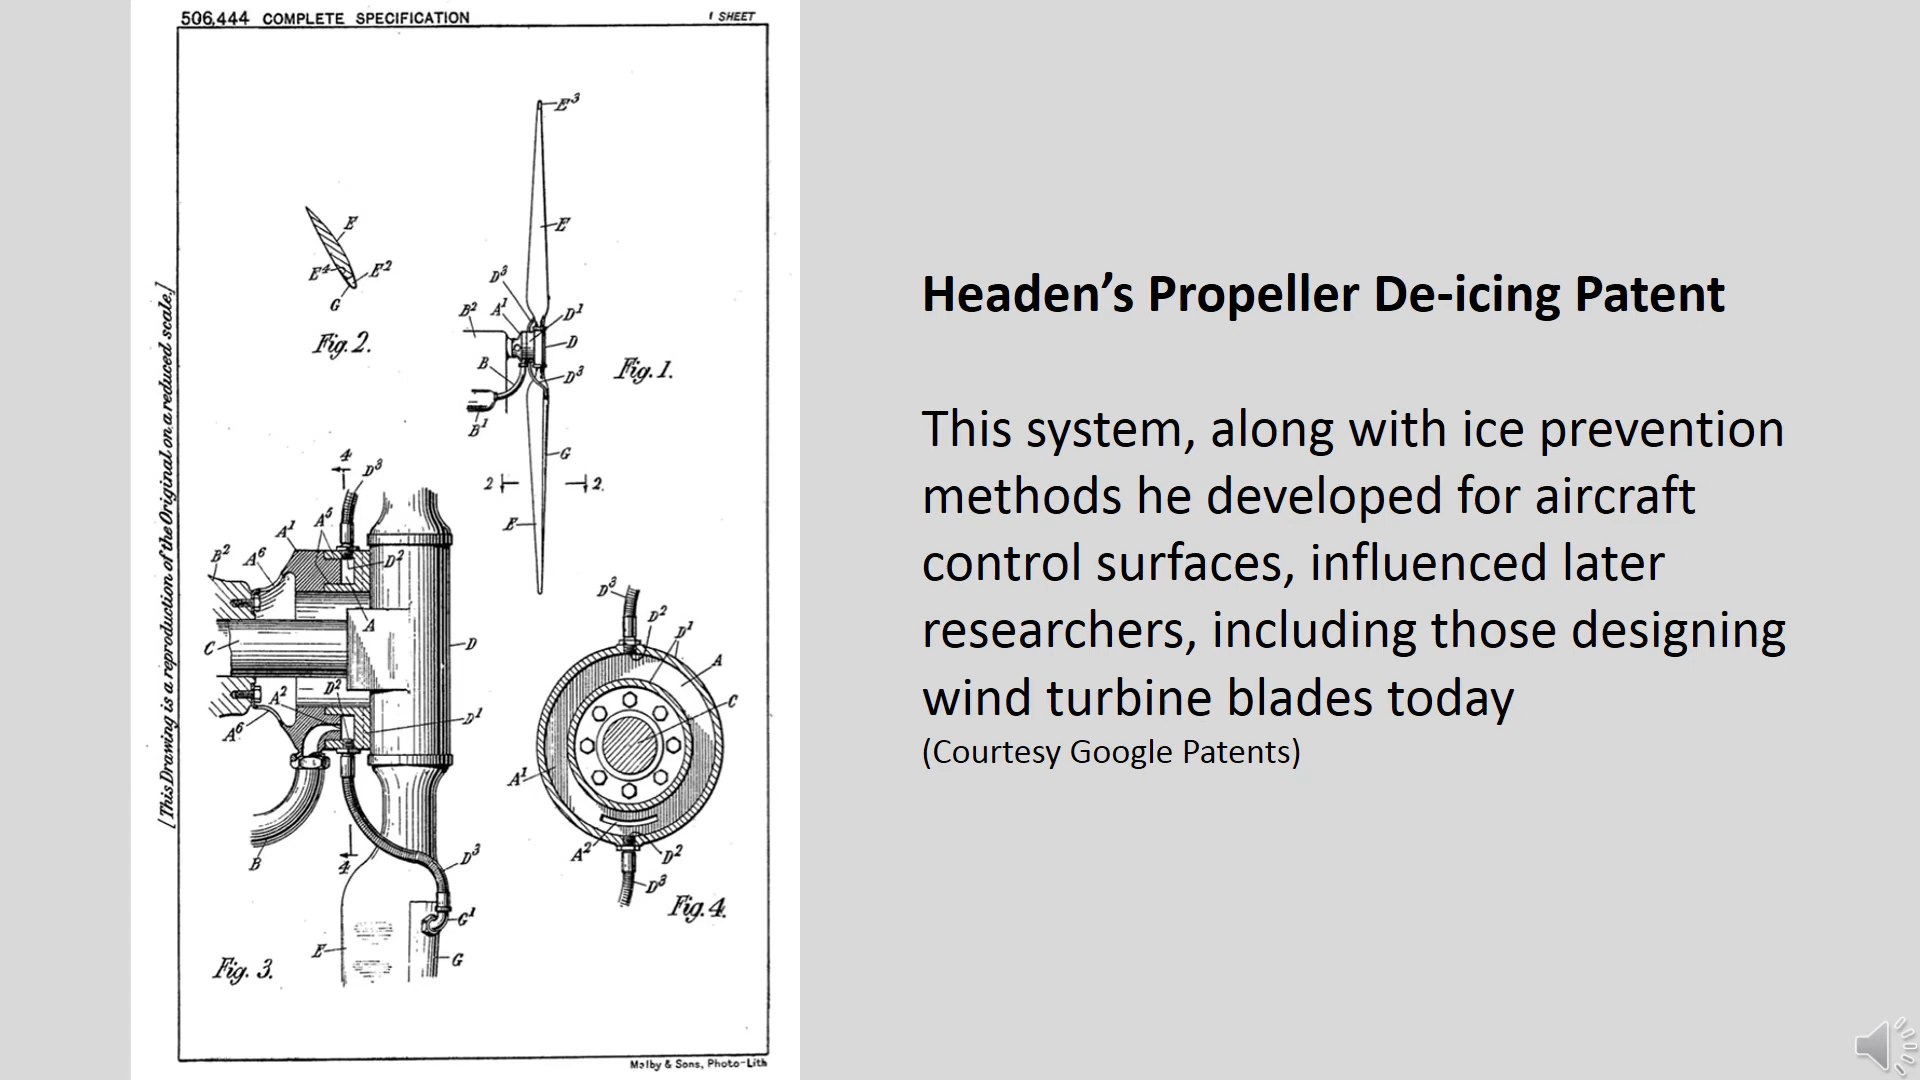 506,444 COMPLETE SPECIFICATION
1 SHEET
[This Drawing is a reproduction of the Original on a reduced scale.]
E³
E
E
E⁴
E²
G
Fig. 2.
D³
B²
A¹
D¹
D
B
D³
Fig. 1.
B¹
G
2
2.
E
4
D³
A⁵
A¹
B²
A⁶
D²
A
C
D
A²
D²
D¹
A⁶
B
4
D³
G¹
E
G
Fig. 3.
D³
D²
D¹
A
C
A¹
A²
D²
D³
Fig. 4.
Malby & Sons, Photo-Lith
Headen’s Propeller De-icing Patent
This system, along with ice prevention
methods he developed for aircraft
control surfaces, influenced later
researchers, including those designing
wind turbine blades today
(Courtesy Google Patents)